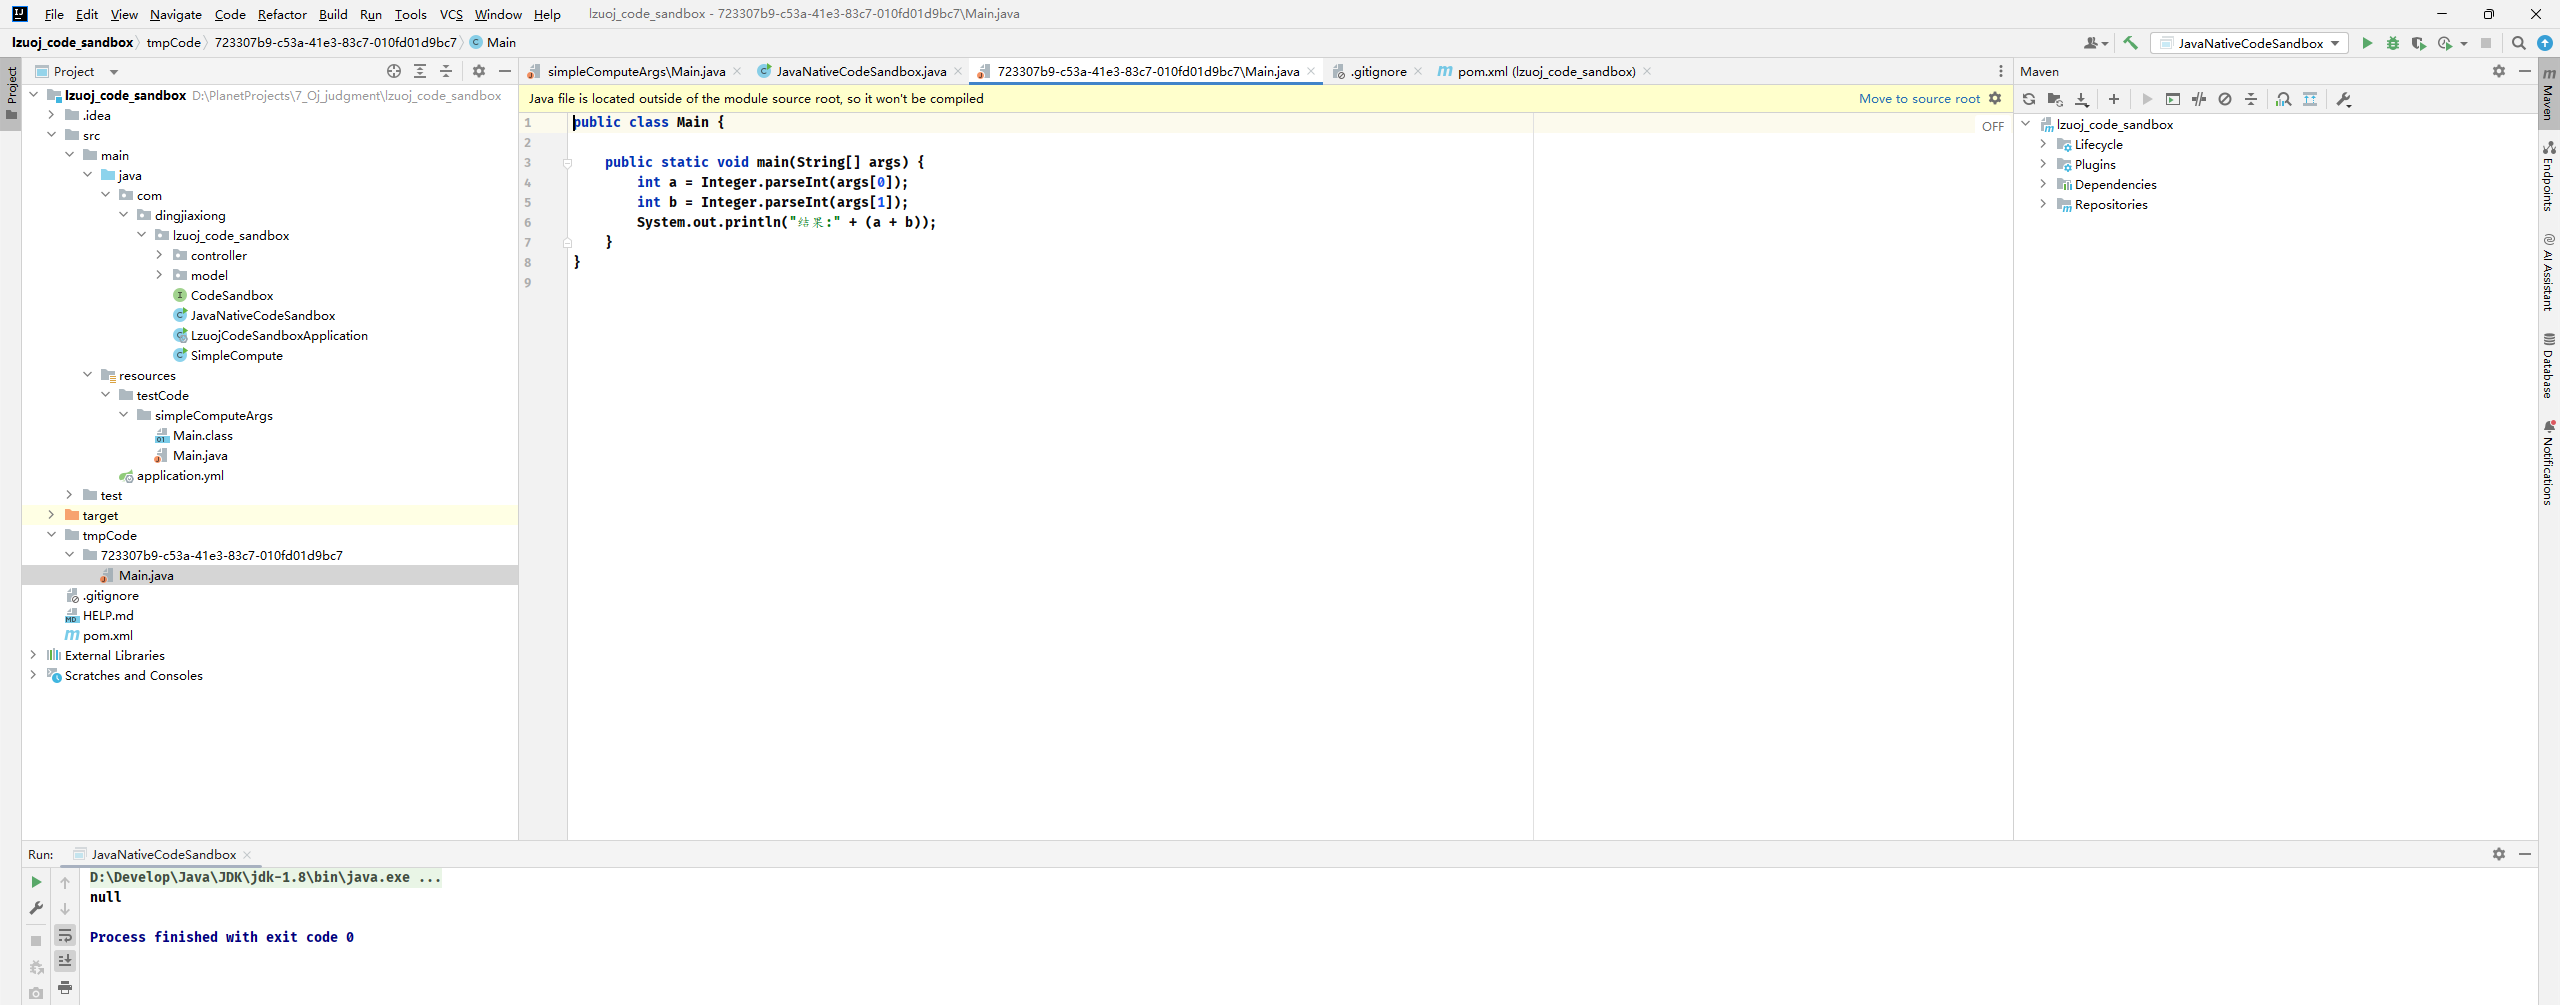 File Edit View Navigate Code Refactor Build Run Tools VCS Window Help lzuoj_code_sandbox - 723307b9-c53a-41e3-83c7-010fd01d9bc7\Main.java
lzuoj_code_sandbox tmpCode 723307b9-c53a-41e3-83c7-010fd01d9bc7 Main
JavaNativeCodeSandbox
Project
Project
lzuoj_code_sandbox D:\PlanetProjects\7_Oj_judgment\lzuoj_code_sandbox
.idea
src
main
java
com
dingjiaxiong
lzuoj_code_sandbox
controller
model
CodeSandbox
JavaNativeCodeSandbox
LzuojCodeSandboxApplication
SimpleCompute
resources
testCode
simpleComputeArgs
Main.class
Main.java
application.yml
test
target
tmpCode
723307b9-c53a-41e3-83c7-010fd01d9bc7
Main.java
.gitignore
HELP.md
pom.xml
External Libraries
Scratches and Consoles
simpleComputeArgs\Main.java JavaNativeCodeSandbox.java 723307b9-c53a-41e3-83c7-010fd01d9bc7\Main.java .gitignore pom.xml (lzuoj_code_sandbox)
Java file is located outside of the module source root, so it won't be compiled Move to source root
OFF
1 public class Main {
2
3 public static void main(String[] args) {
4 int a = Integer.parseInt(args[0]);
5 int b = Integer.parseInt(args[1]);
6 System.out.println("结果:" + (a + b));
7 }
8 }
9
Maven
lzuoj_code_sandbox
Lifecycle
Plugins
Dependencies
Repositories
Maven
Endpoints
AI Assistant
Database
Notifications
Run: JavaNativeCodeSandbox
D:\Develop\Java\JDK\jdk-1.8\bin\java.exe ...
null
Process finished with exit code 0